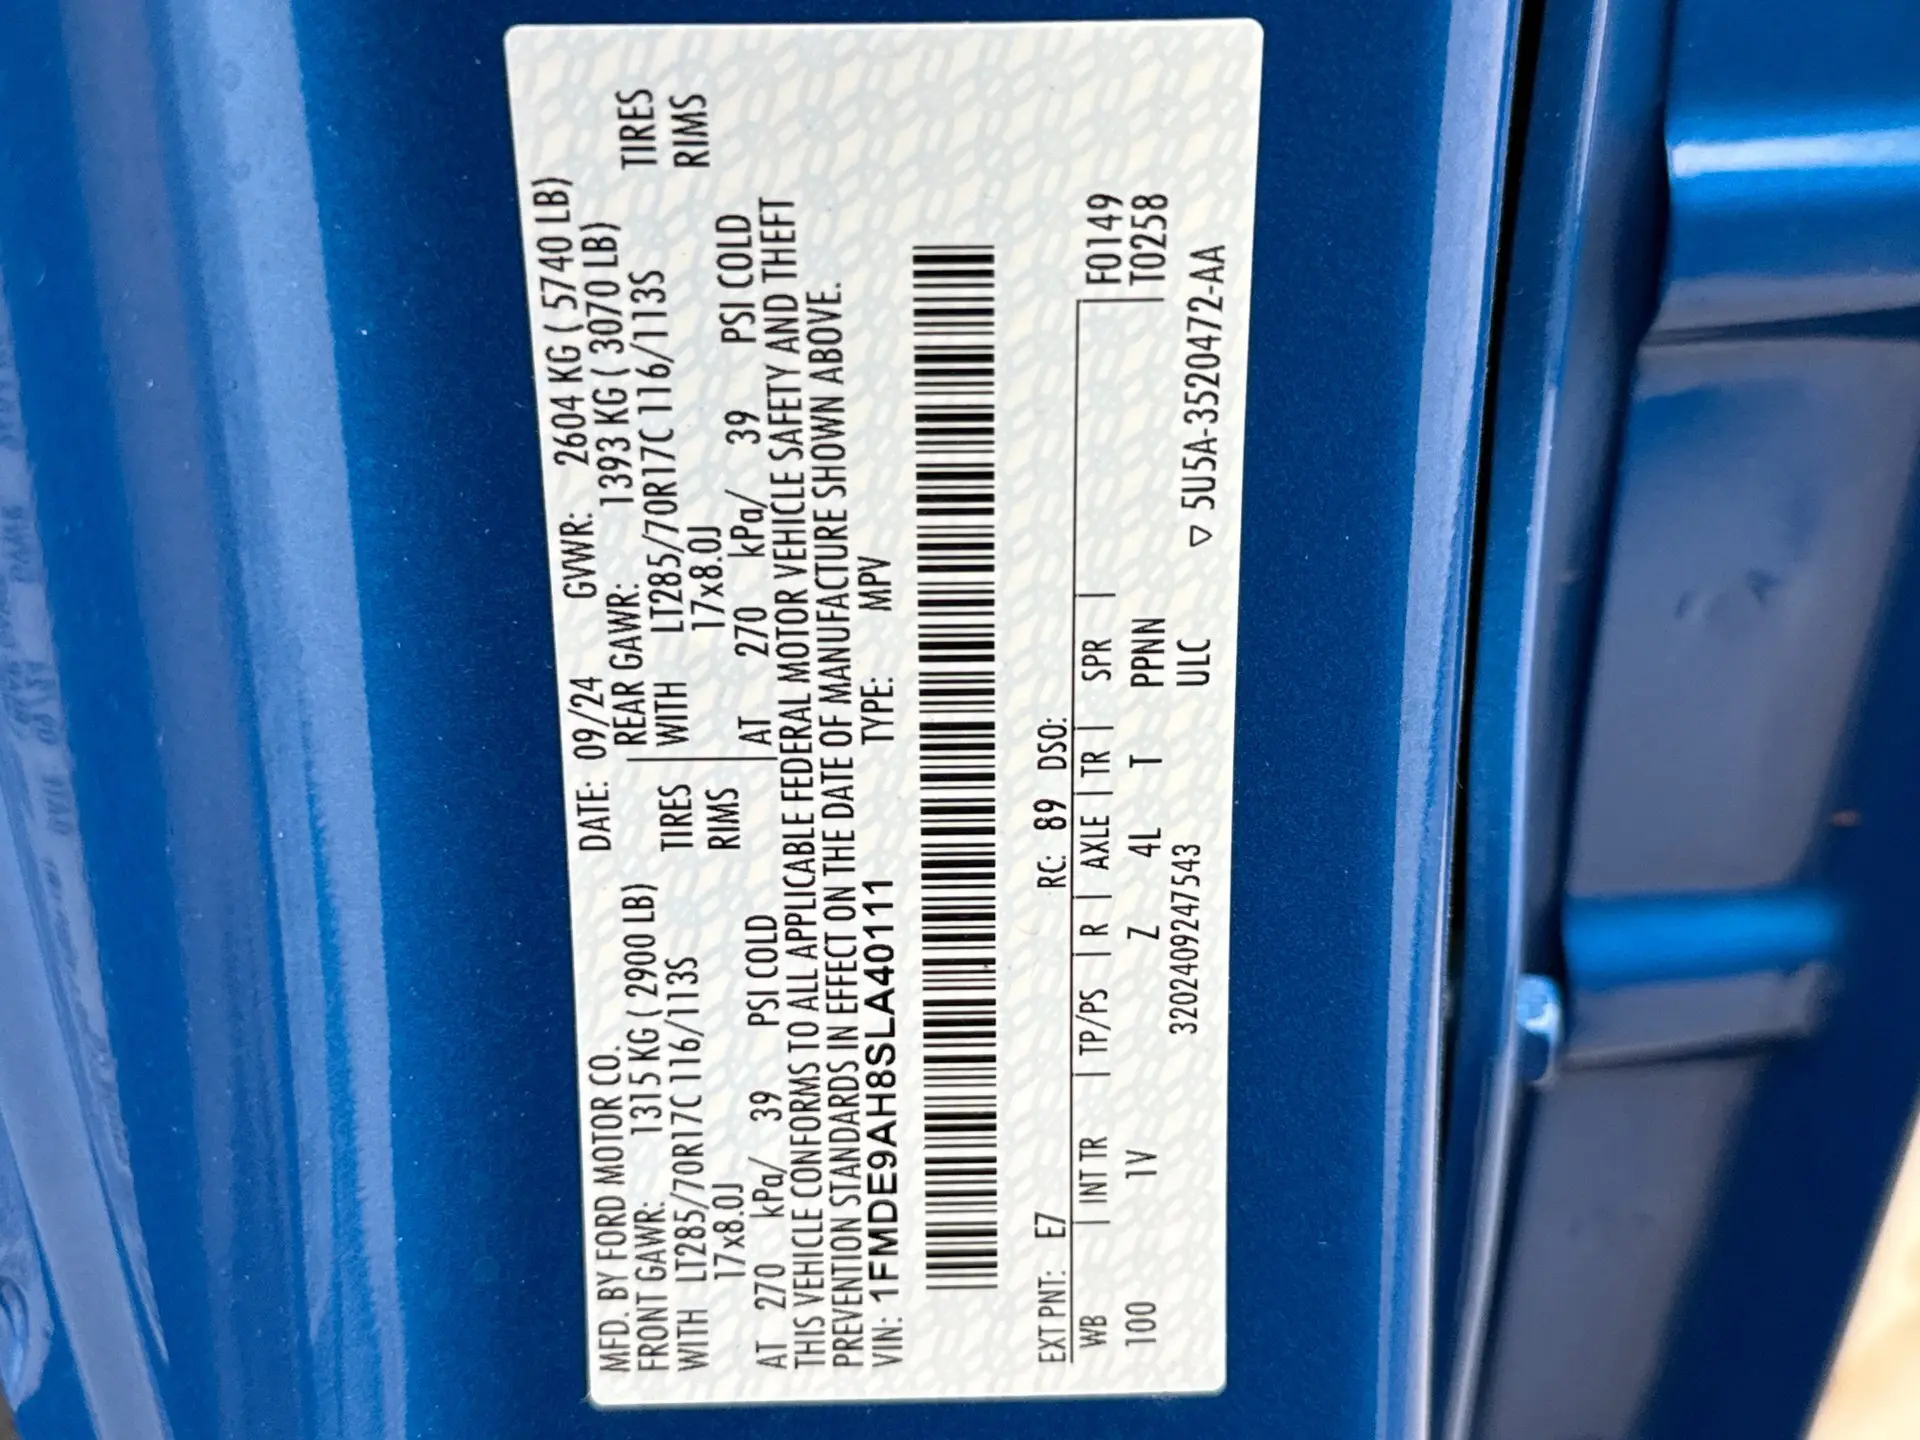 MFD. BY FORD MOTOR CO. DATE: 09/24 GVWR: 2604 KG ( 5740 LB)
FRONT GAWR: 1315 KG ( 2900 LB) REAR GAWR: 1393 KG ( 3070 LB)
WITH LT285/70R17C 116/113S TIRES WITH LT285/70R17C 116/113S TIRES
17x8.0J RIMS 17x8.0J RIMS
AT 270 kPa/ 39 PSI COLD AT 270 kPa/ 39 PSI COLD
THIS VEHICLE CONFORMS TO ALL APPLICABLE FEDERAL MOTOR VEHICLE SAFETY AND THEFT
PREVENTION STANDARDS IN EFFECT ON THE DATE OF MANUFACTURE SHOWN ABOVE.
VIN: 1FMDE9AH8SLA40111 TYPE: MPV
EXT PNT: E7 RC: 89 DSO:
WB | INT TR | TP/PS | R | AXLE | TR | SPR | F0149
100 1V Z 4L T PPNN T0258
3202409247543 ULC
▽ 5U5A-3520472-AA